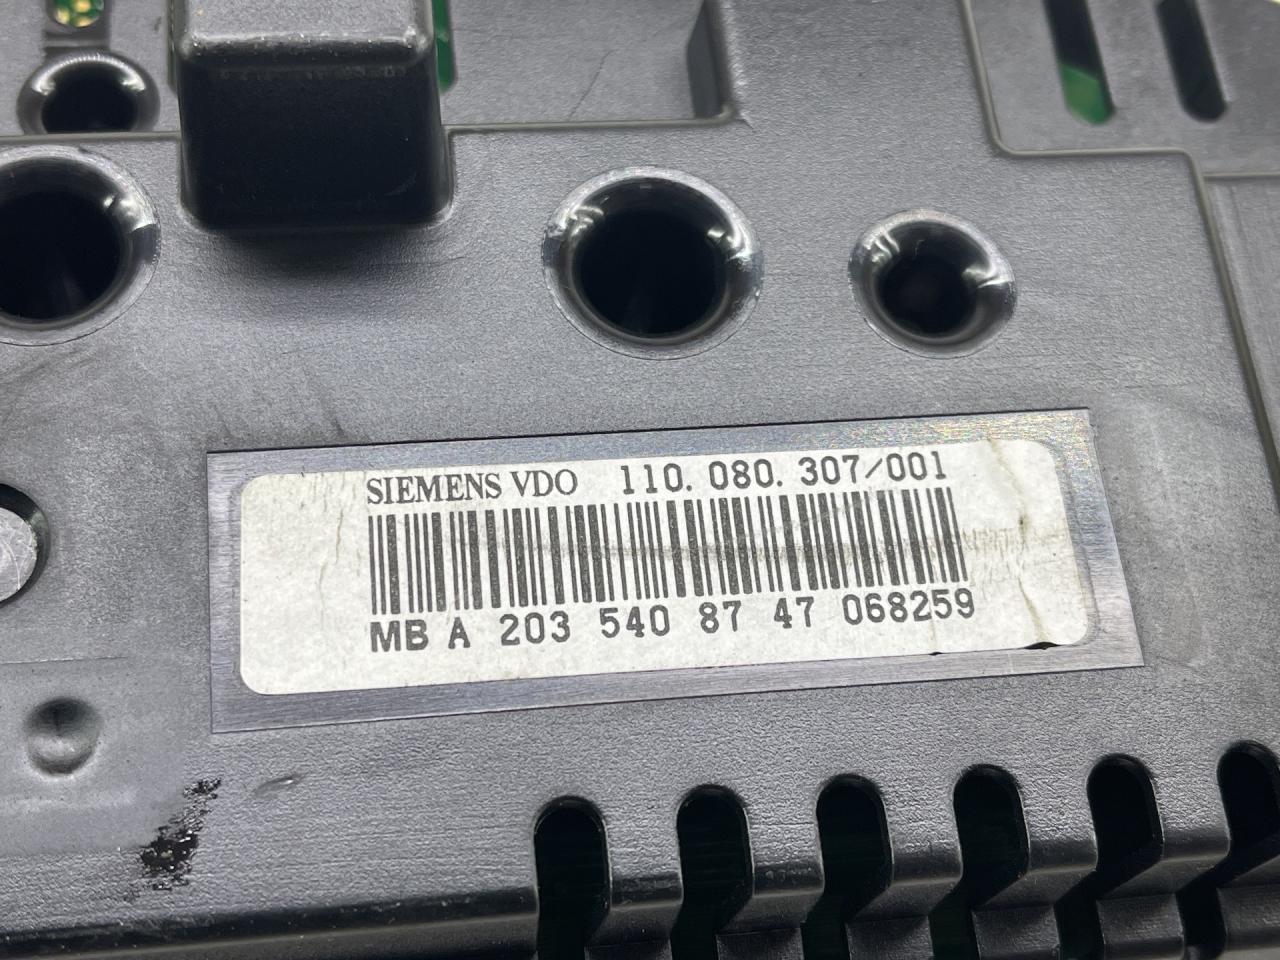 SIEMENS VDO 110.080.307/001
MB A 203 540 87 47 068259